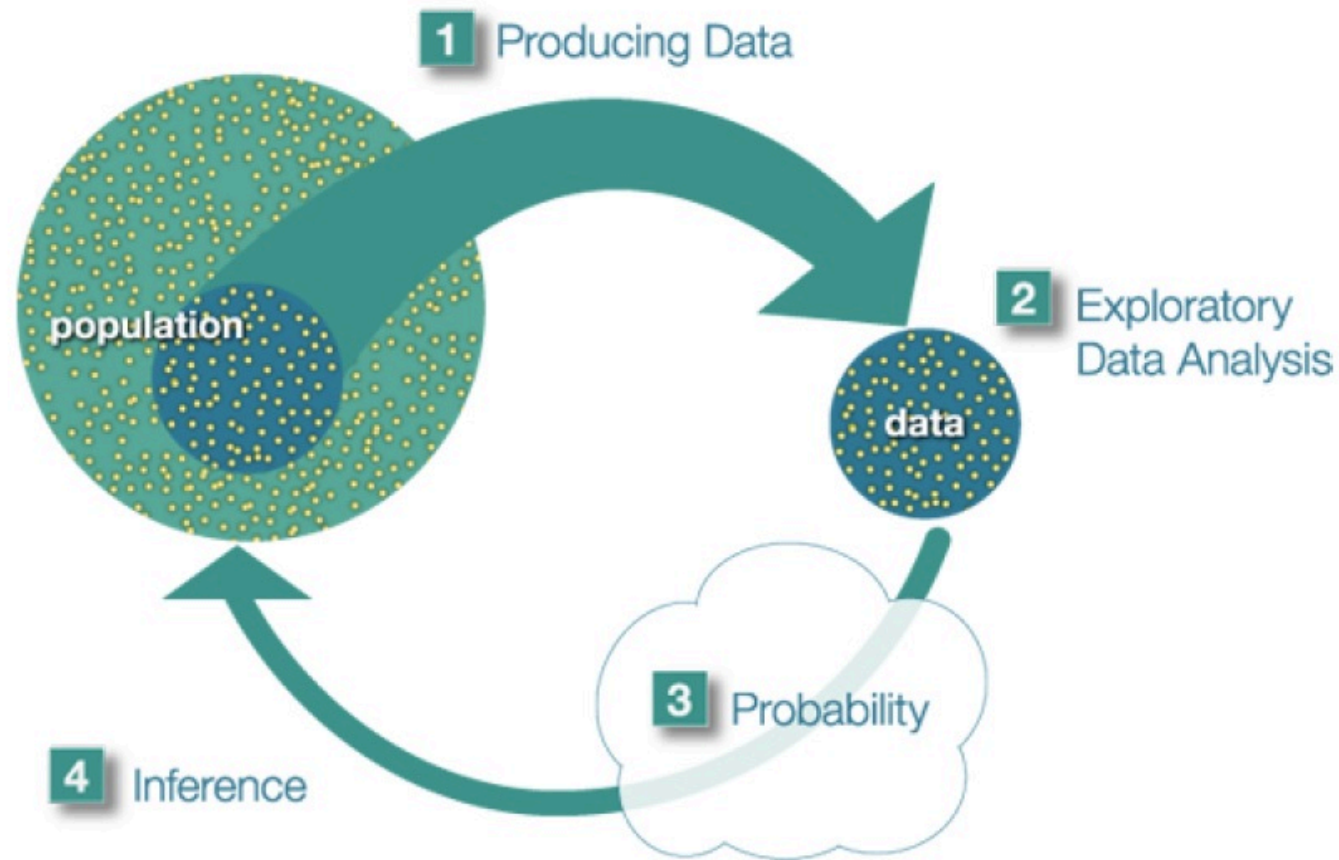 1 Producing Data
population
2 Exploratory
Data Analysis
data
3 Probability
4 Inference